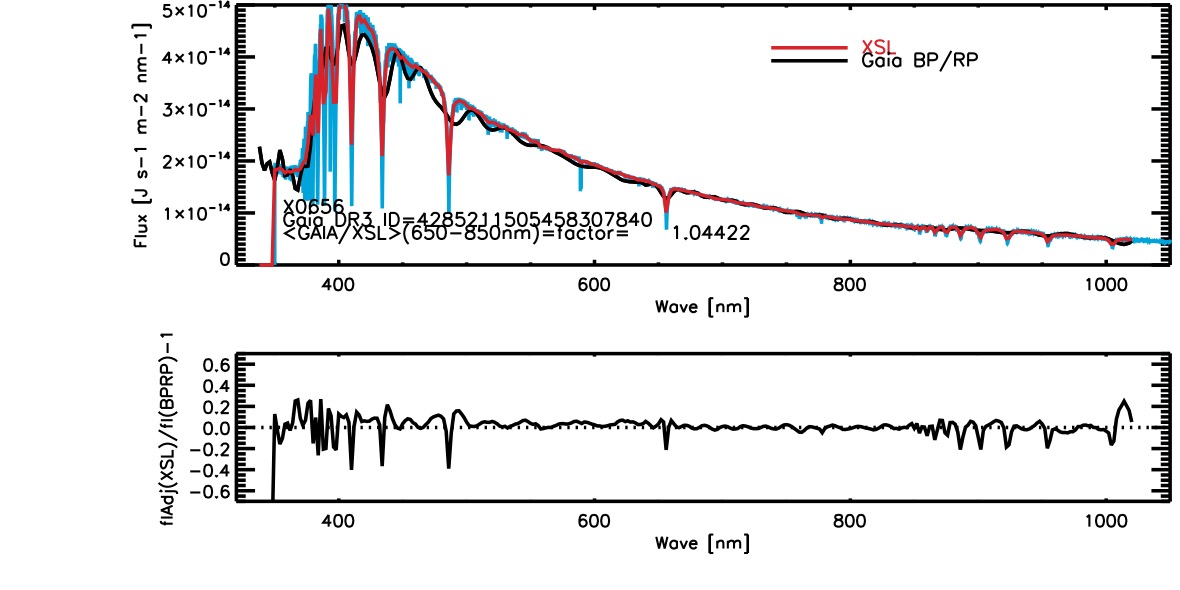 5×10−14
4×10−14
3×10−14
2×10−14
1×10−14
0
Flux [J s−1 m−2 nm−1]
XSL
Gaia BP/RP
X0656
Gaia DR3 ID=4285211505458307840
<GAIA/XSL>(650−850nm)=factor= 1.04422
400 600 800 1000
Wave [nm]
0.6
0.4
0.2
0.0
−0.2
−0.4
−0.6
flAdj(XSL)/fl(BPRP)−1
400 600 800 1000
Wave [nm]